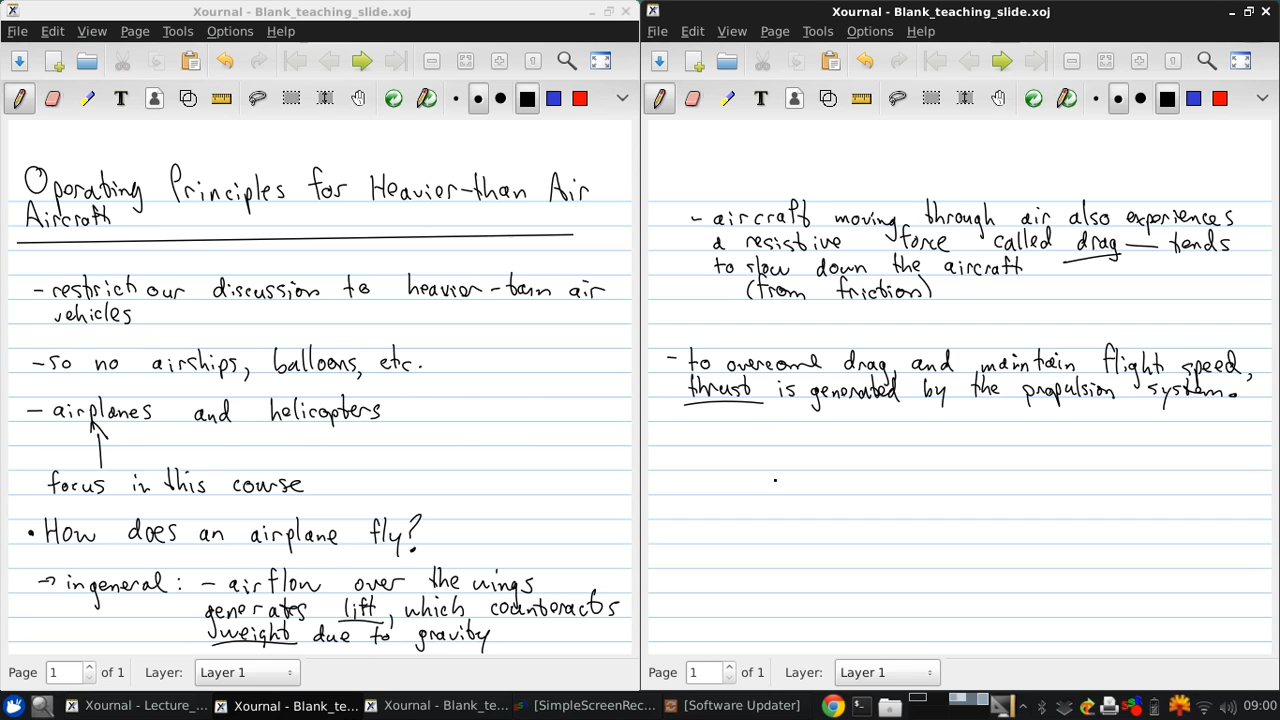 Xournal - Blank_teaching_slide.xoj
File Edit View Page Tools Options Help
Operating Principles for Heavier-than Air
Aircraft
- restrict our discussion to heavier-tarn air
vehicles
- so no airships, balloons, etc.
- airplanes and helicopters
focus in this course
• How does an airplane fly?
→ in general: - airflow over the wings
generates lift, which counteracts
weight due to gravity
Page 1 of 1 Layer: Layer 1
Xournal - Blank_teaching_slide.xoj
File Edit View Page Tools Options Help
- aircraft moving through air also experiences
a resistive force called drag — tends
to slow down the aircraft
(from friction)
- to overcome drag, and maintain flight speed,
thrust is generated by the propulsion system.
Page 1 of 1 Layer: Layer 1
Xournal - Lecture_... Xournal - Blank_te... Xournal - Blank_te... [SimpleScreenRec... [Software Updater] 09:00